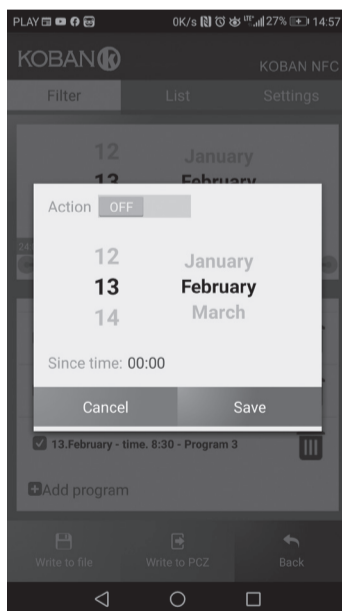 PLAY 0K/s LTE 27% 14:57
KOBAN K
KOBAN NFC
Filter List Settings
12 January
13 February
Action OFF
12 January
13 February
14 March
Since time: 00:00
Cancel Save
13.February - time. 8:30 - Program 3
Add program
Write to file Write to PCZ Back